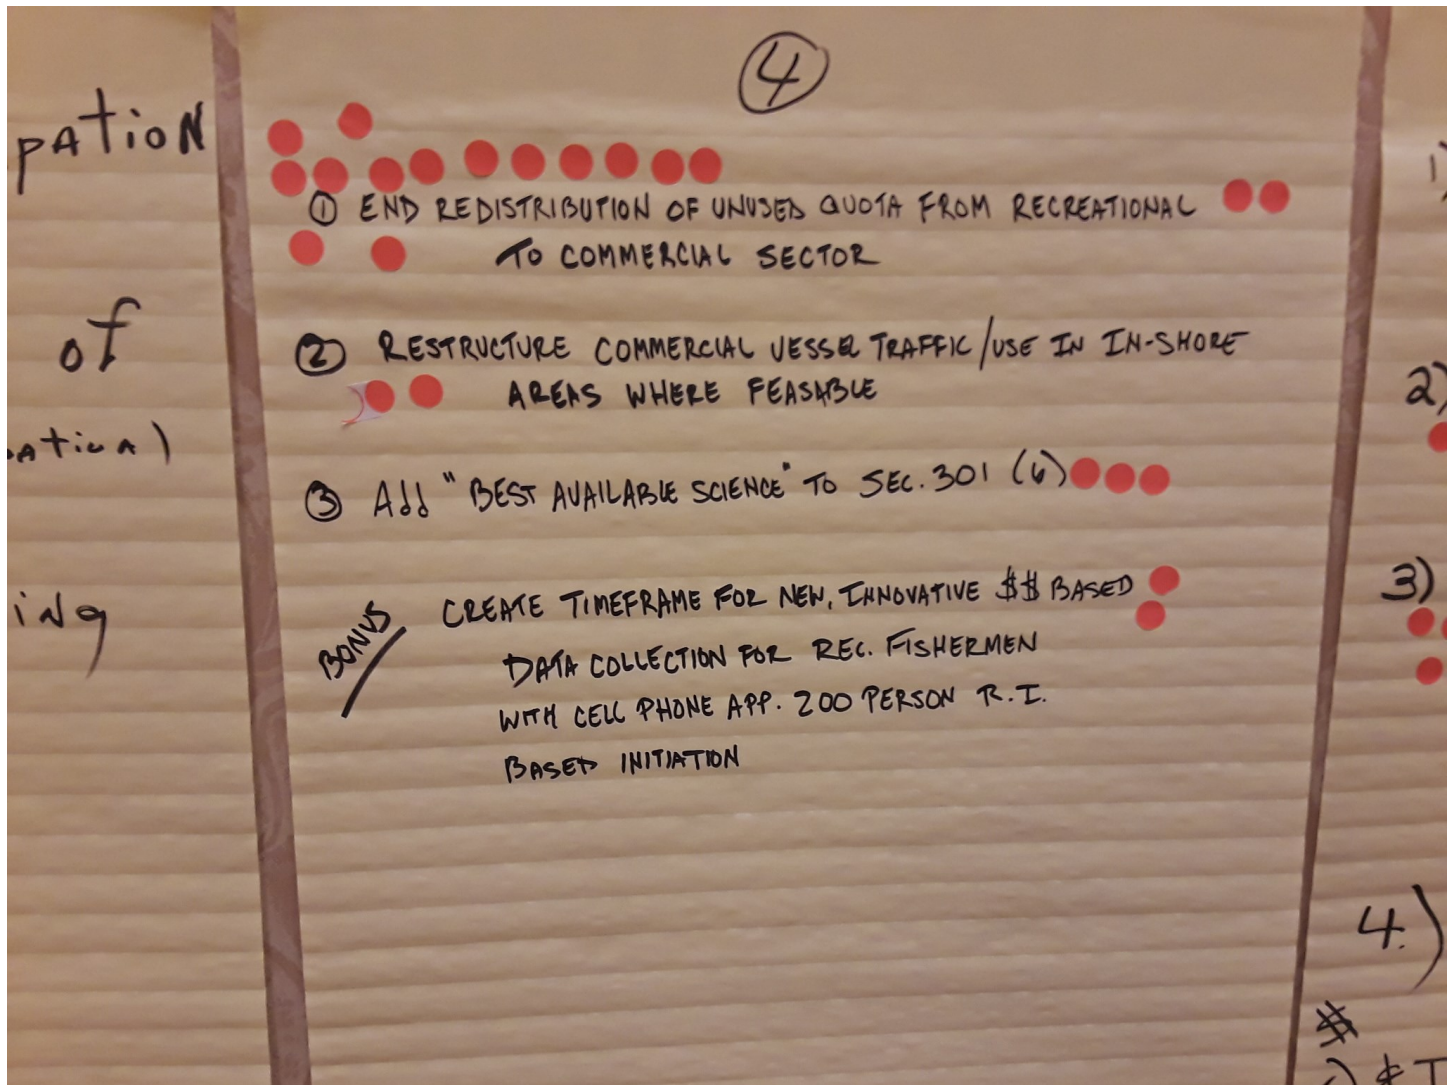 4
1 END REDISTRIBUTION OF UNUSED QUOTA FROM RECREATIONAL
TO COMMERCIAL SECTOR
2 RESTRUCTURE COMMERCIAL VESSEL TRAFFIC/USE IN IN-SHORE
AREAS WHERE FEASABLE
3 Add "BEST AVAILABLE SCIENCE" TO SEC. 301 (6)
BONUS
CREATE TIMEFRAME FOR NEW, INNOVATIVE $$ BASED
DATA COLLECTION FOR REC. FISHERMEN
WITH CELL PHONE APP. 200 PERSON R.I.
BASED INITIATION
pation
of
ation)
ing
1)
2)
3)
4.)
$